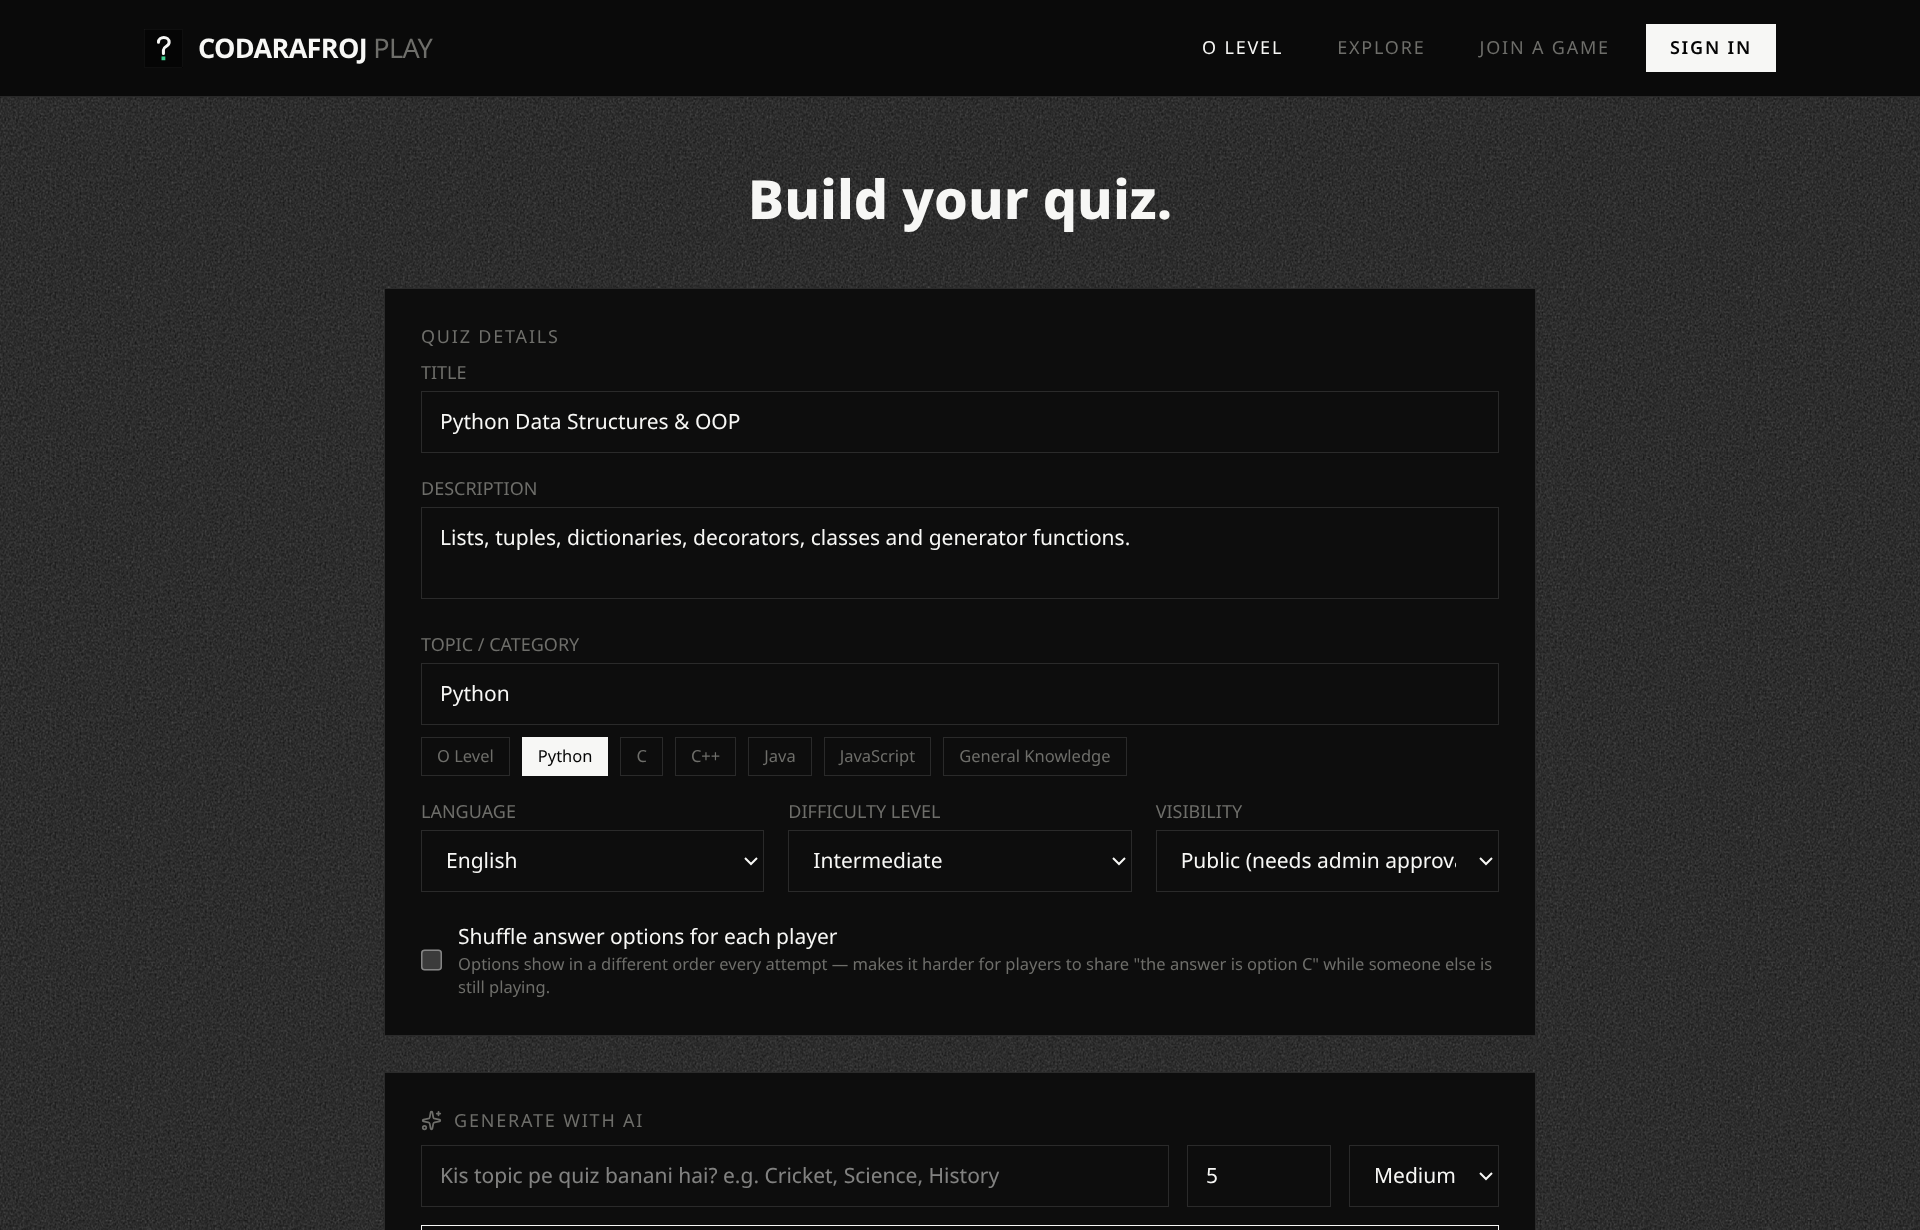 CODARAFROJ PLAY
O LEVEL
EXPLORE
JOIN A GAME
SIGN IN
Build your quiz.
QUIZ DETAILS
TITLE
Python Data Structures & OOP
DESCRIPTION
Lists, tuples, dictionaries, decorators, classes and generator functions.
TOPIC / CATEGORY
Python
O Level
Python
C
C++
Java
JavaScript
General Knowledge
LANGUAGE
DIFFICULTY LEVEL
VISIBILITY
English
Intermediate
Public (needs admin
Shuffle answer options for each player
Options show in a different order every attempt — makes it harder for players to share "the answer is option C" while someone else is
still playing.
GENERATE WITH AI
Kis topic pe quiz banani hai? e.g. Cricket, Science, History
5
Medium